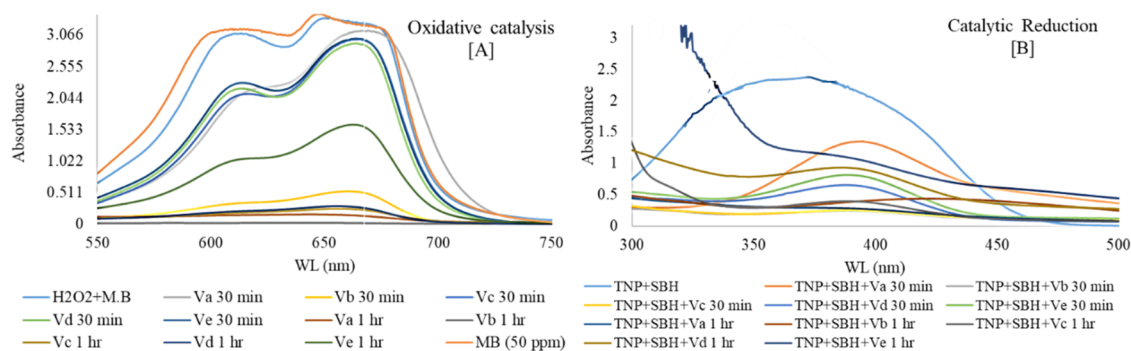 Oxidative catalysis
[A]
Absorbance
3.066
2.555
2.044
1.533
1.022
0.511
0
550
600
650
700
750
WL (nm)
H2O2+M.B
Va 30 min
Vb 30 min
Vc 30 min
Vd 30 min
Ve 30 min
Va 1 hr
Vb 1 hr
Vc 1 hr
Vd 1 hr
Ve 1 hr
MB (50 ppm)
Catalytic Reduction
[B]
Absorbance
3
2.5
2
1.5
1
0.5
0
300
350
400
450
500
WL (nm)
TNP+SBH
TNP+SBH+Va 30 min
TNP+SBH+Vb 30 min
TNP+SBH+Vc 30 min
TNP+SBH+Vd 30 min
TNP+SBH+Ve 30 min
TNP+SBH+Va 1 hr
TNP+SBH+Vb 1 hr
TNP+SBH+Vc 1 hr
TNP+SBH+Vd 1 hr
TNP+SBH+Ve 1 hr